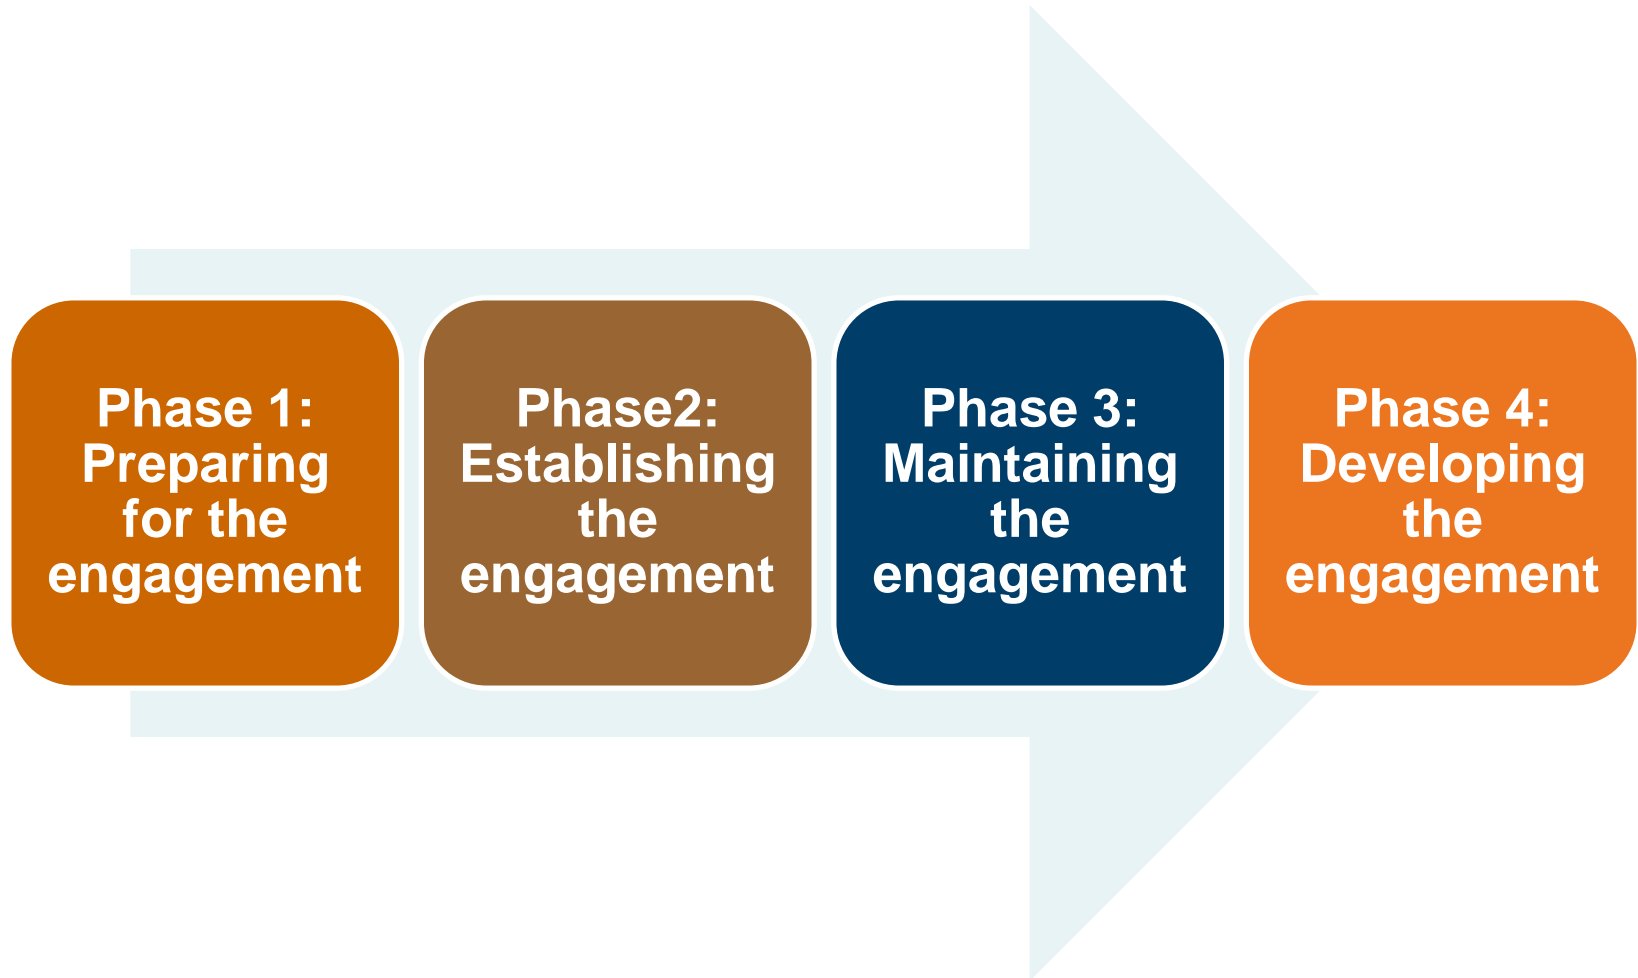 Phase 1:
Preparing
for the
engagement
Phase2:
Establishing
the
engagement
Phase 3:
Maintaining
the
engagement
Phase 4:
Developing
the
engagement